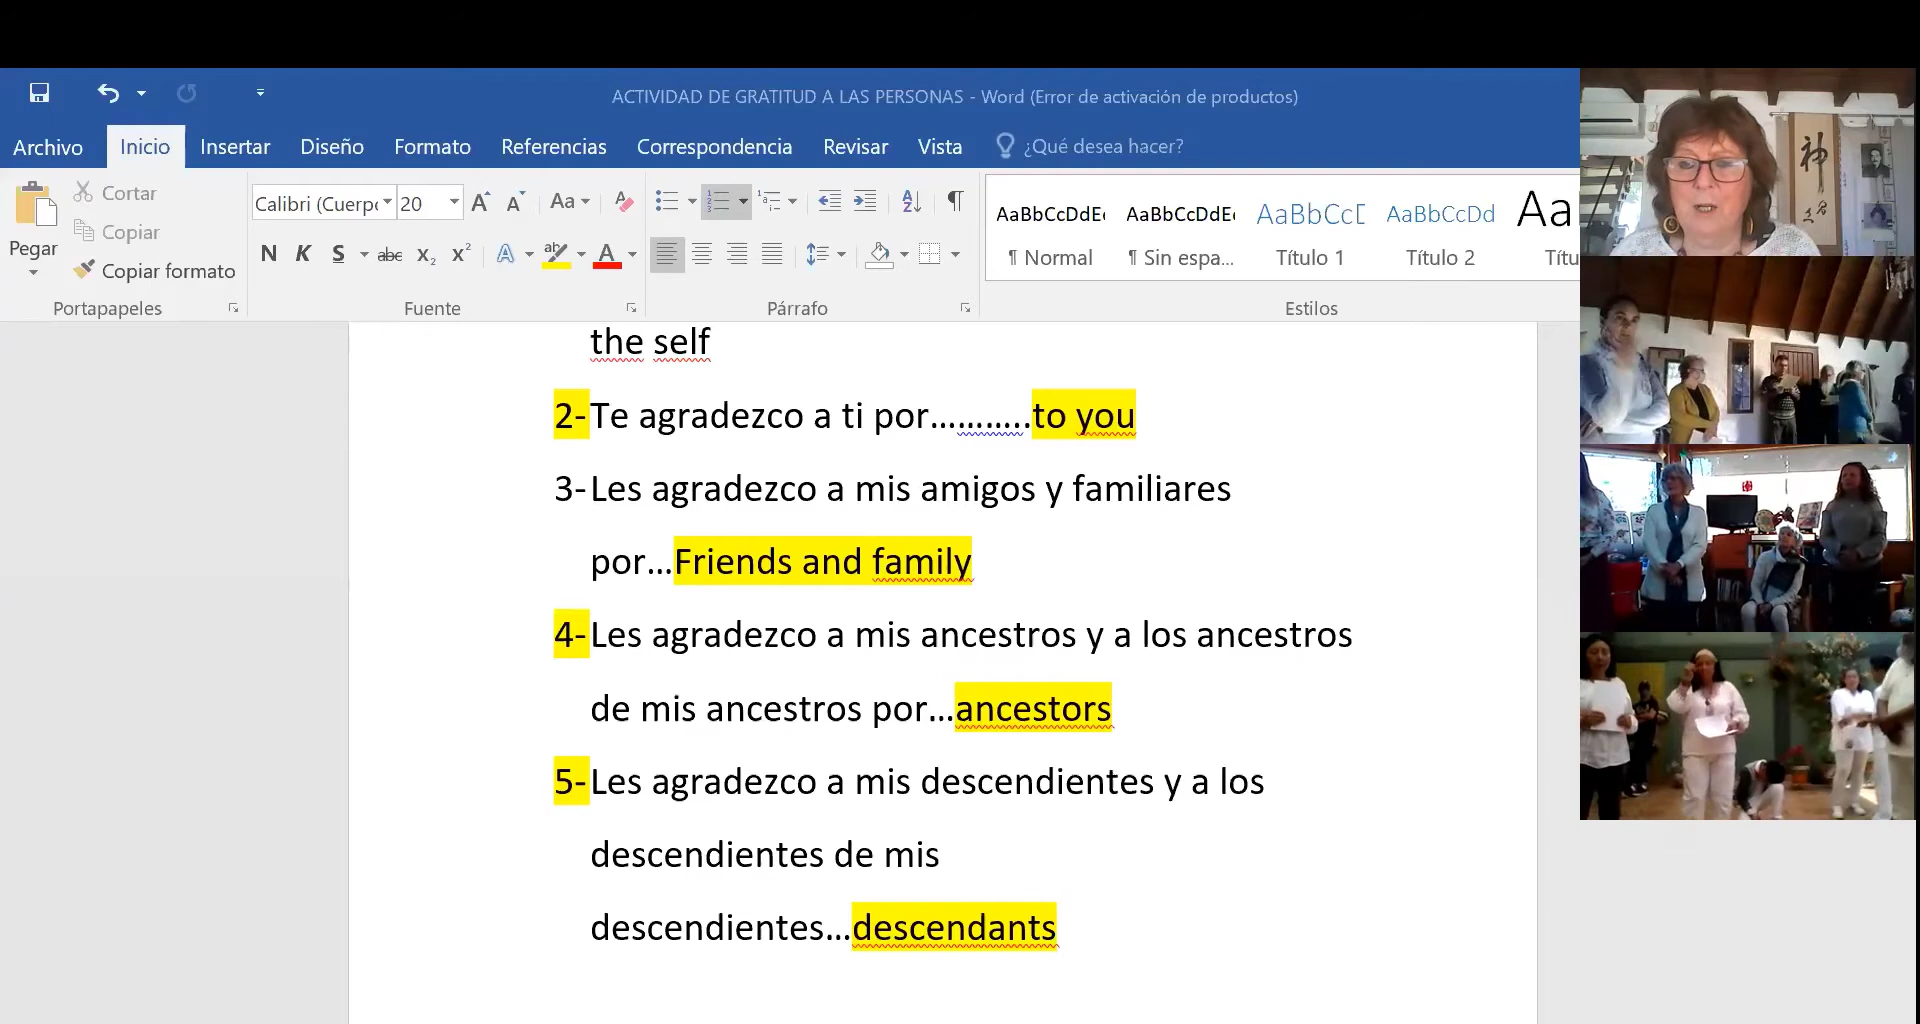 ACTIVIDAD DE GRATITUD A LAS PERSONAS - Word (Error de activación de productos)
Archivo Inicio Insertar Diseño Formato Referencias Correspondencia Revisar Vista ¿Qué desea hacer?
Pegar
Cortar
Copiar
Copiar formato
Portapapeles
Calibri (Cuerpo 20
N K S abc x₂ x² A ab A
Fuente
Párrafo
AaBbCcDdEe AaBbCcDdEe AaBbCcD AaBbCcDd Aa
¶ Normal ¶ Sin espa... Título 1 Título 2 Títu
Estilos
the self
2-Te agradezco a ti por………..to you
3-Les agradezco a mis amigos y familiares
por…Friends and family
4-Les agradezco a mis ancestros y a los ancestros
de mis ancestros por…ancestors
5-Les agradezco a mis descendientes y a los
descendientes de mis
descendientes…descendants
神